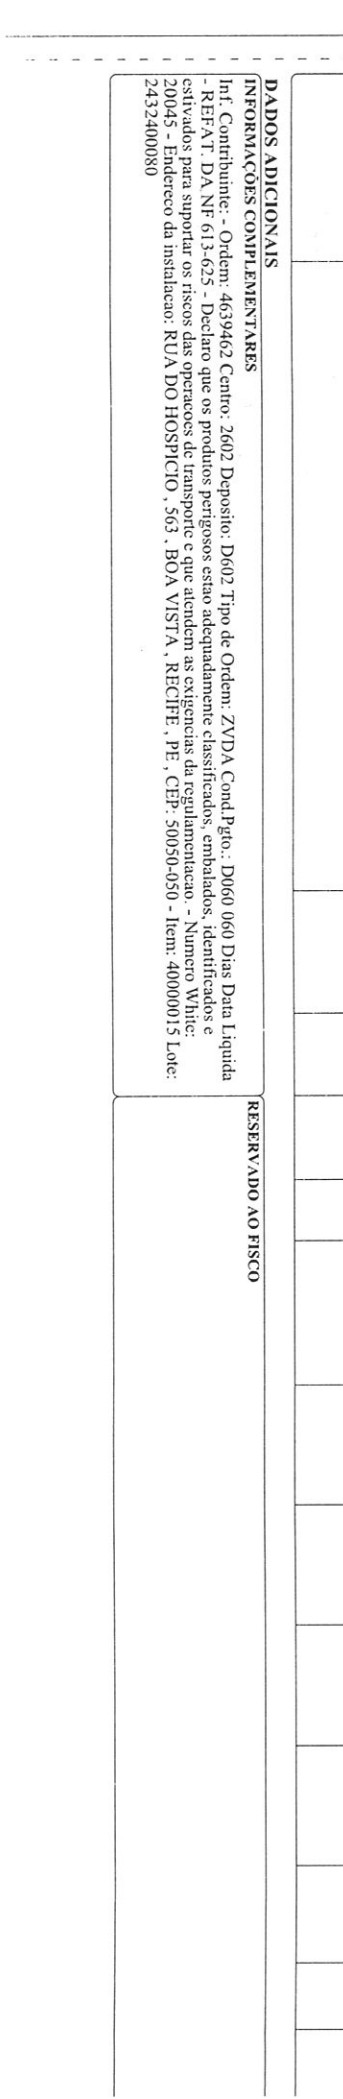 DADOS ADICIONAIS
INFORMAÇÕES COMPLEMENTARES
Inf. Contribuinte: - Ordem: 4639462 Centro: 2602 Deposito: D602 Tipo de Ordem: ZVDA Cond.Pgto.: D060 060 Dias Data Liquida
- REFAT. DA NF 613-625 - Declaro que os produtos perigosos estao adequadamente classificados, embalados, identificados e
estivados para suportar os riscos das operacoes de transporte e que atendem as exigencias da regulamentacao. - Numero White:
20045 - Endereco da instalacao: RUA DO HOSPICIO , 563 , BOA VISTA , RECIFE , PE , CEP: 50050-050 - Item: 40000015 Lote:
2432400080
RESERVADO AO FISCO